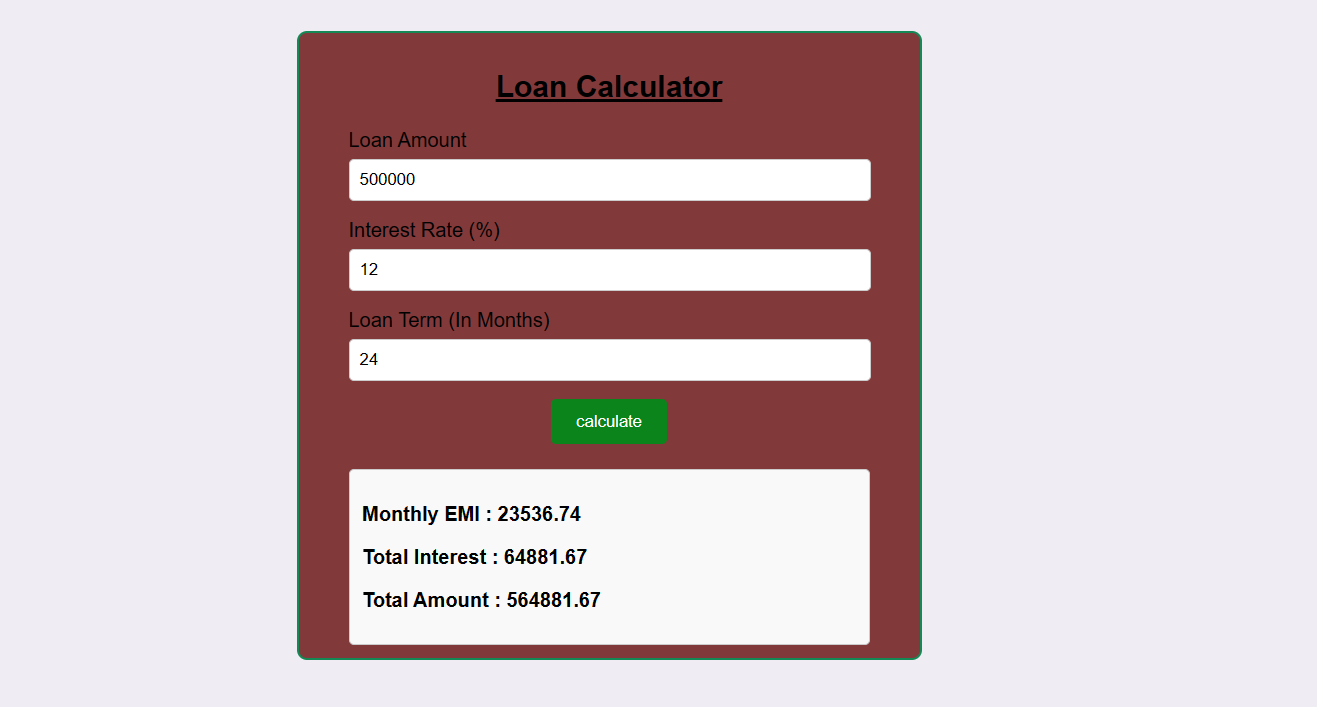 Loan Calculator
Loan Amount
500000
Interest Rate (%)
12
Loan Term (In Months)
24
calculate
Monthly EMI : 23536.74
Total Interest : 64881.67
Total Amount : 564881.67